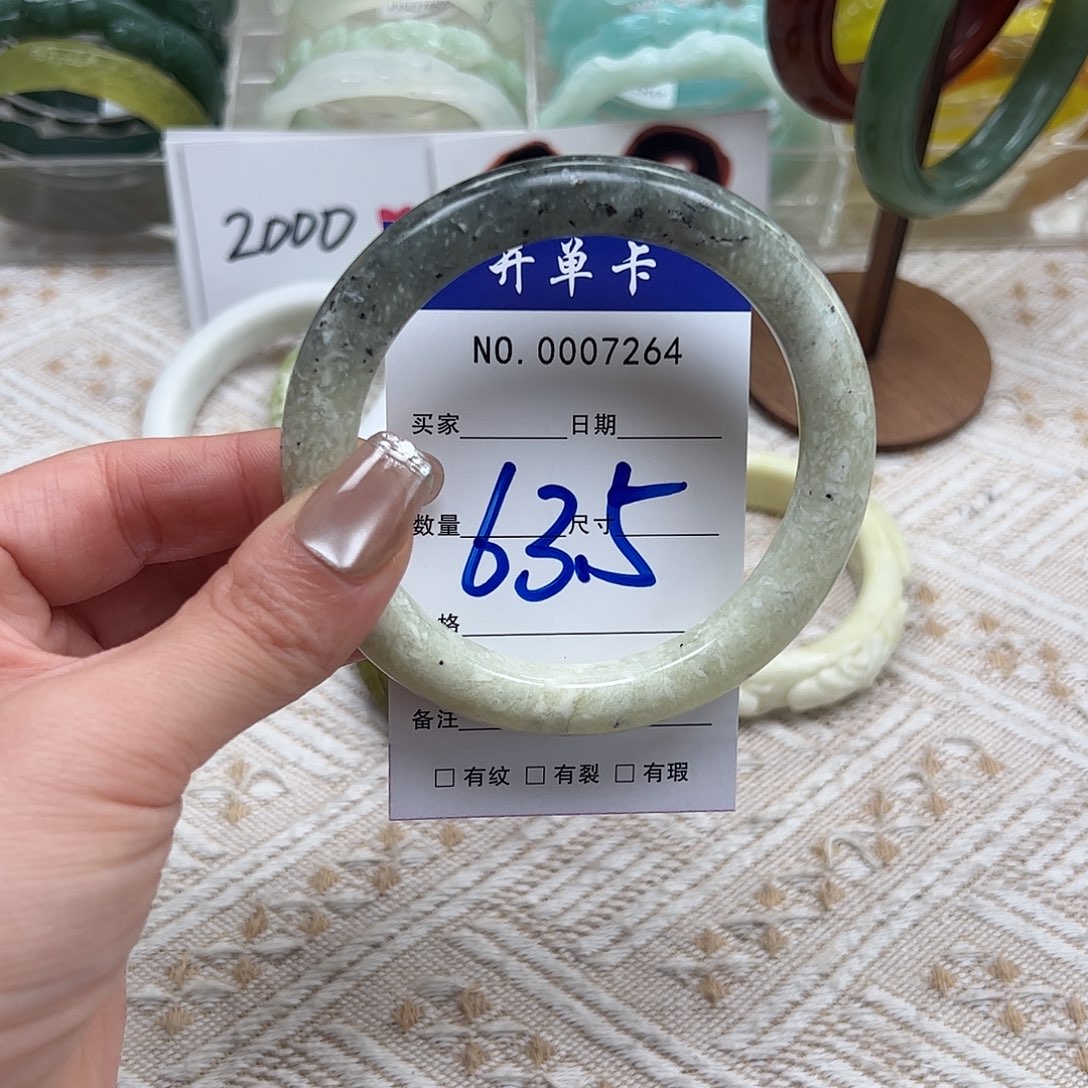 2000
开单卡
NO.0007264
买家 日期
数量 尺寸
63.5
格
备注
□ 有纹 □ 有裂 □ 有瑕